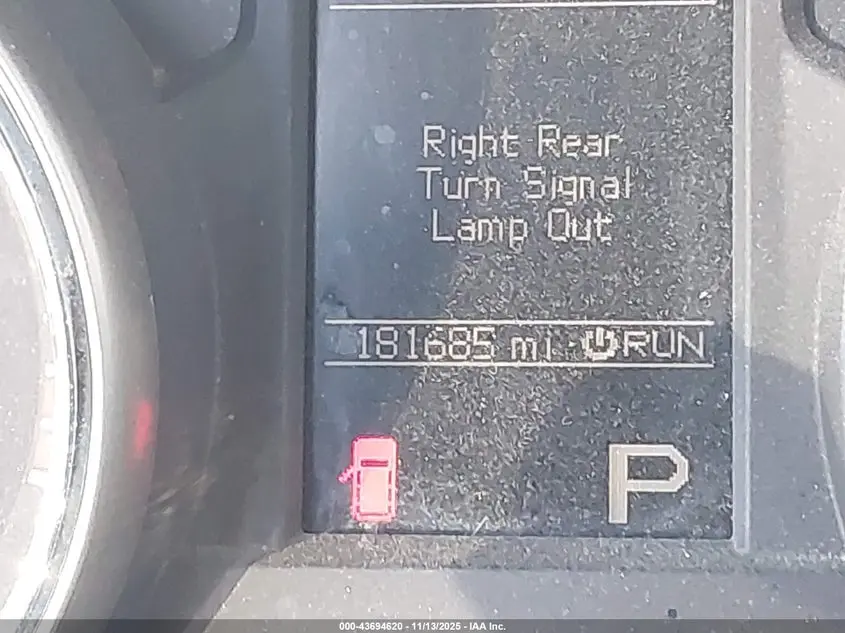 Right Rear
Turn Signal
Lamp Out
181685 mi RUN
P
000-43694620 - 11/13/2025 - IAA Inc.